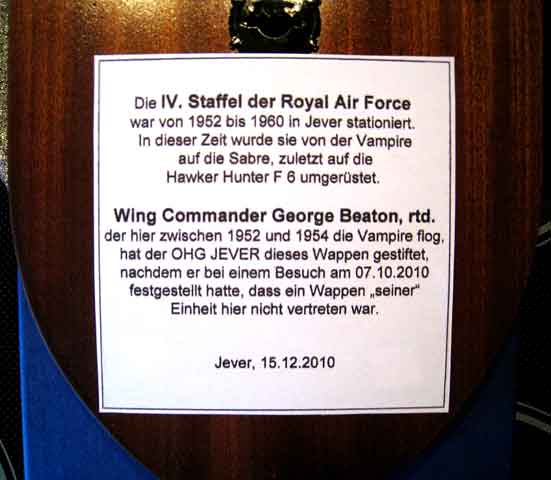 Die IV. Staffel der Royal Air Force
war von 1952 bis 1960 in Jever stationiert.
In dieser Zeit wurde sie von der Vampire
auf die Sabre, zuletzt auf die
Hawker Hunter F 6 umgerüstet.
Wing Commander George Beaton, rtd.
der hier zwischen 1952 und 1954 die Vampire flog,
hat der OHG JEVER dieses Wappen gestiftet,
nachdem er bei einem Besuch am 07.10.2010
festgestellt hatte, dass ein Wappen „seiner“
Einheit hier nicht vertreten war.
Jever, 15.12.2010